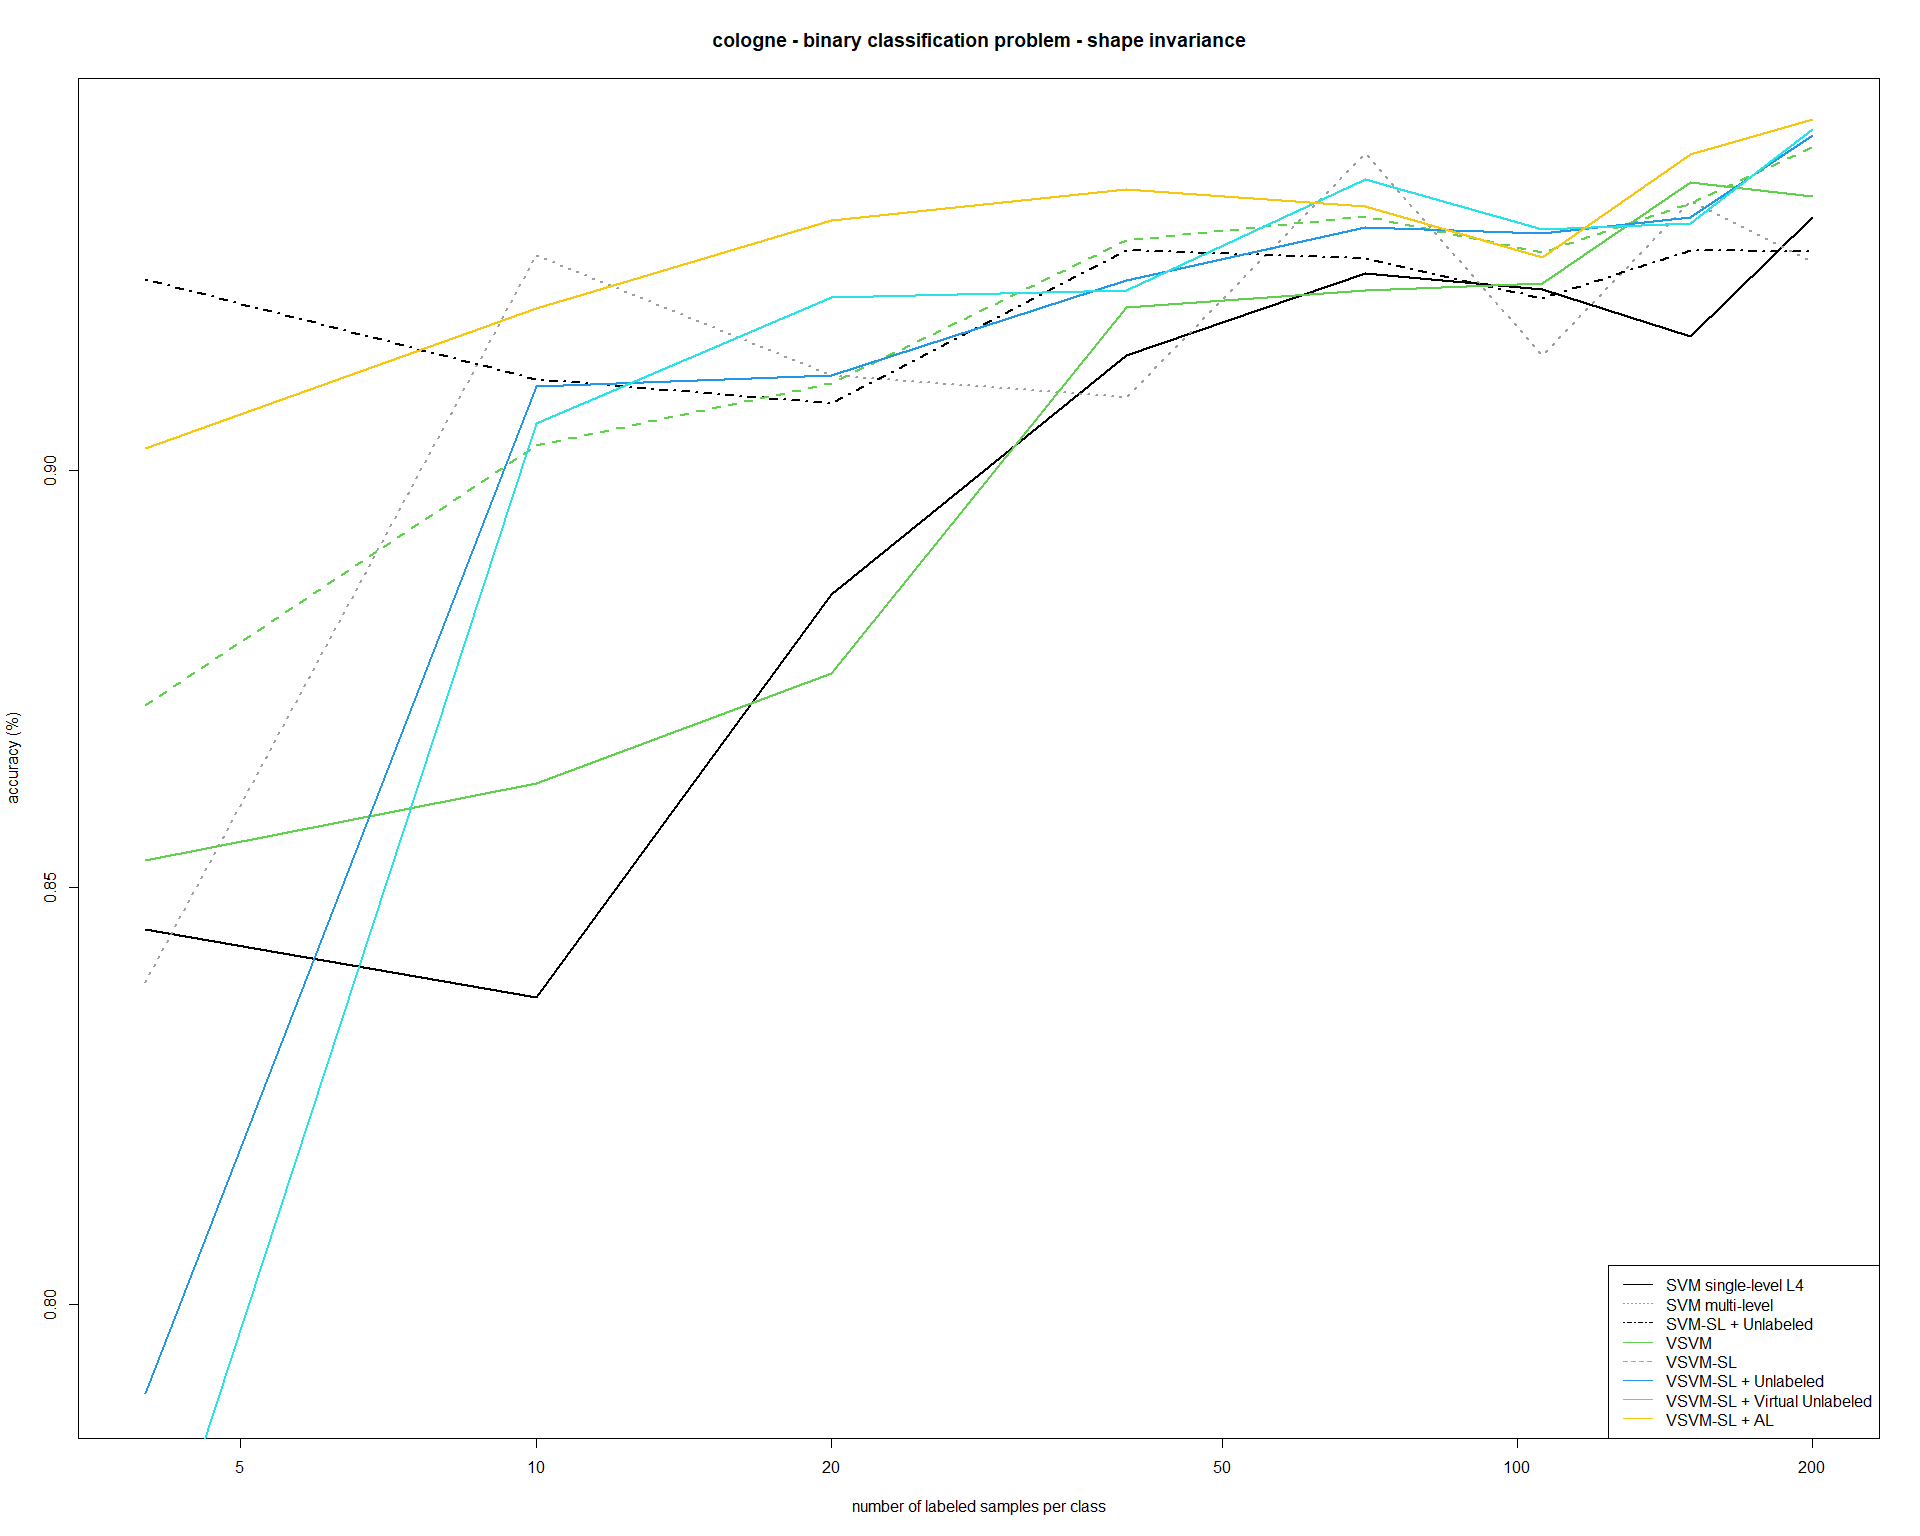 cologne - binary classification problem - shape invariance
accuracy (%)
0.90
0.85
0.80
5 10 20 50 100 200
number of labeled samples per class
SVM single-level L4
SVM multi-level
SVM-SL + Unlabeled
VSVM
VSVM-SL
VSVM-SL + Unlabeled
VSVM-SL + Virtual Unlabeled
VSVM-SL + AL